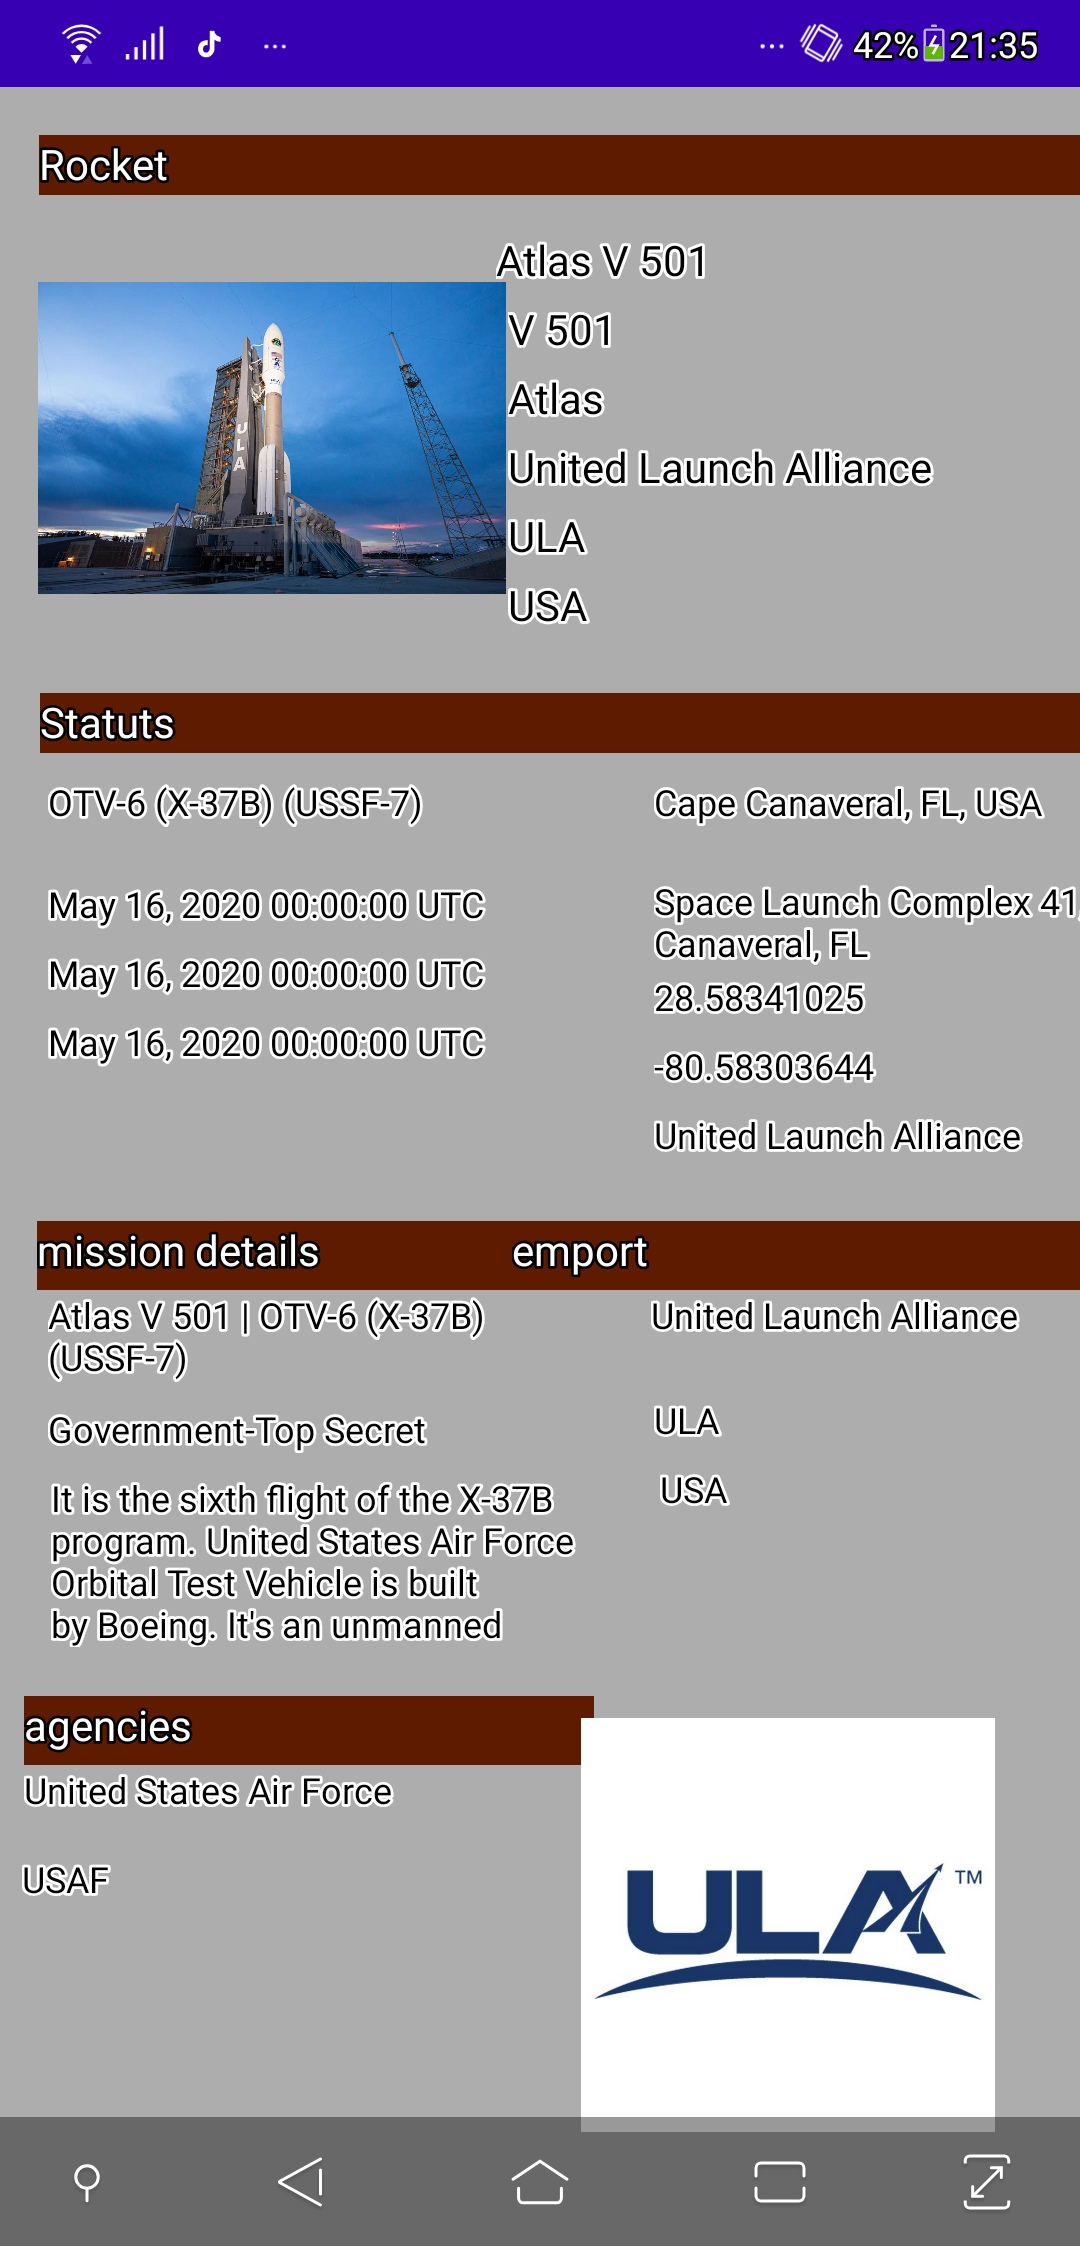 42% 21:35
Rocket
Atlas V 501
V 501
Atlas
United Launch Alliance
ULA
USA
ULA
Statuts
OTV-6 (X-37B) (USSF-7)
May 16, 2020 00:00:00 UTC
May 16, 2020 00:00:00 UTC
May 16, 2020 00:00:00 UTC
Cape Canaveral, FL, USA
Space Launch Complex 41,
Canaveral, FL
28.58341025
-80.58303644
United Launch Alliance
mission details
emport
Atlas V 501 | OTV-6 (X-37B)
(USSF-7)
Government-Top Secret
It is the sixth flight of the X-37B
program. United States Air Force
Orbital Test Vehicle is built
by Boeing. It's an unmanned
United Launch Alliance
ULA
USA
agencies
United States Air Force
USAF
ULA TM